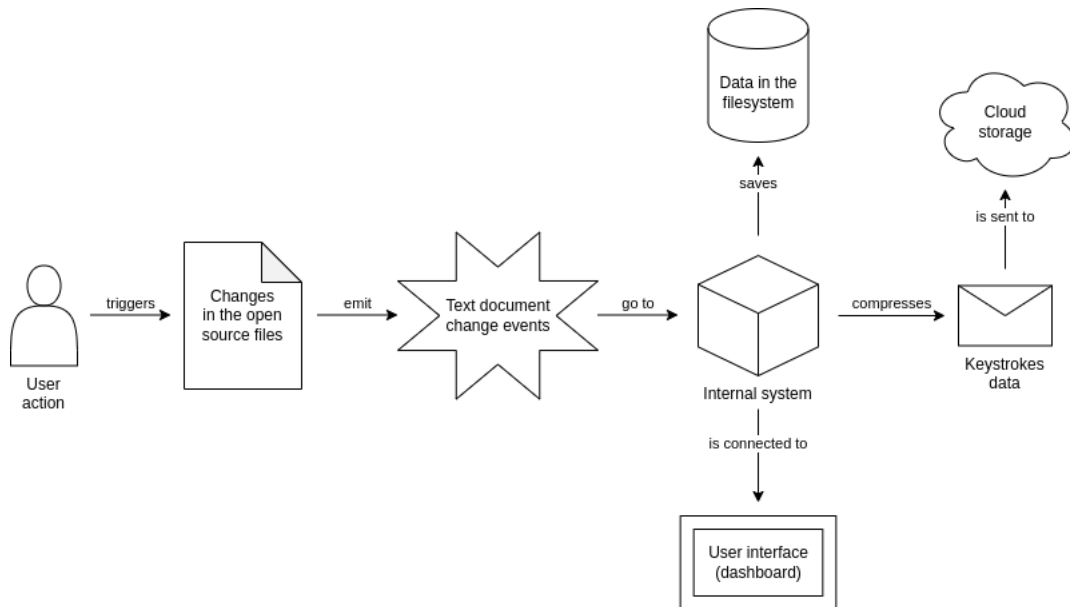 Data in the
filesystem
Cloud
storage
saves
is sent to
triggers
Changes
in the open
source files
emit
Text document
change events
go to
compresses
User
action
Internal system
Keystrokes
data
is connected to
User interface
(dashboard)